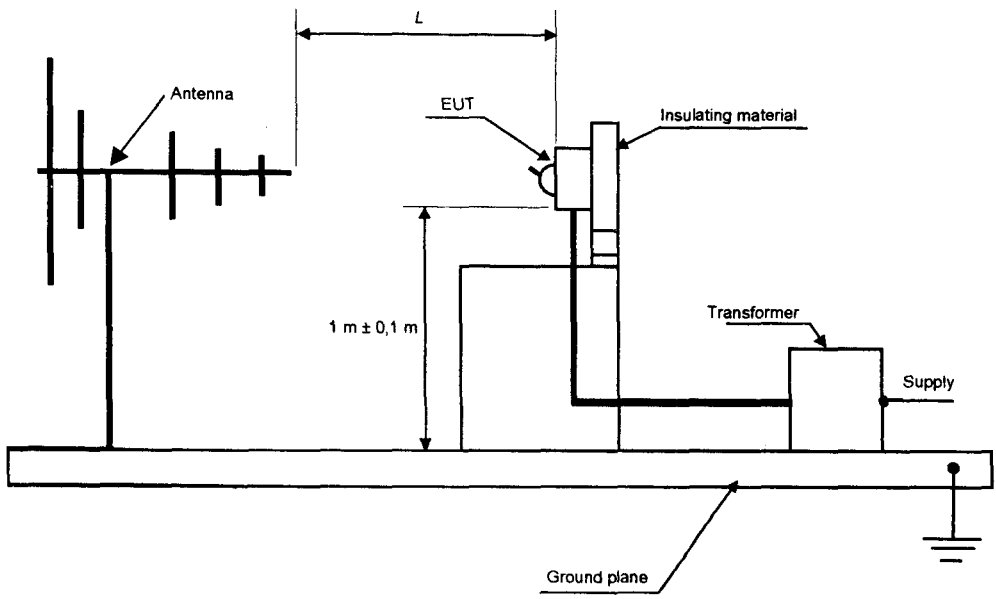 L
Antenna
EUT
Insulating material
1 m ± 0,1 m
Transformer
Supply
Ground plane